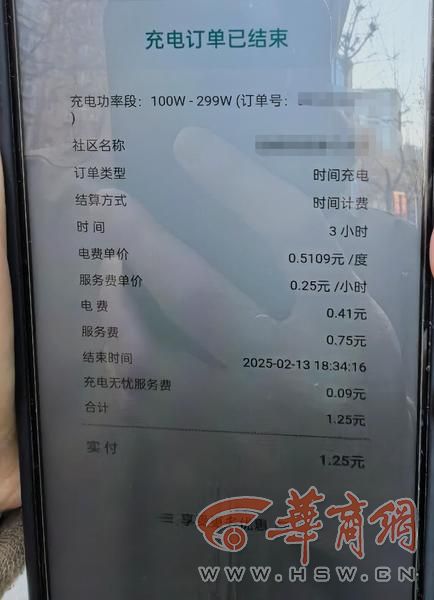 充电订单已结束
充电功率段：100W - 299W (订单号：
)
社区名称
订单类型 时间充电
结算方式 时间计费
时 间 3 小时
电费单价 0.5109元 /度
服务费单价 0.25元 /小时
电 费 0.41元
服务费 0.75元
结束时间 2025-02-13 18:34:16
充电无忧服务费 0.09元
合计 1.25元
实 付 1.25元
華商網
WWW.HSW.CN